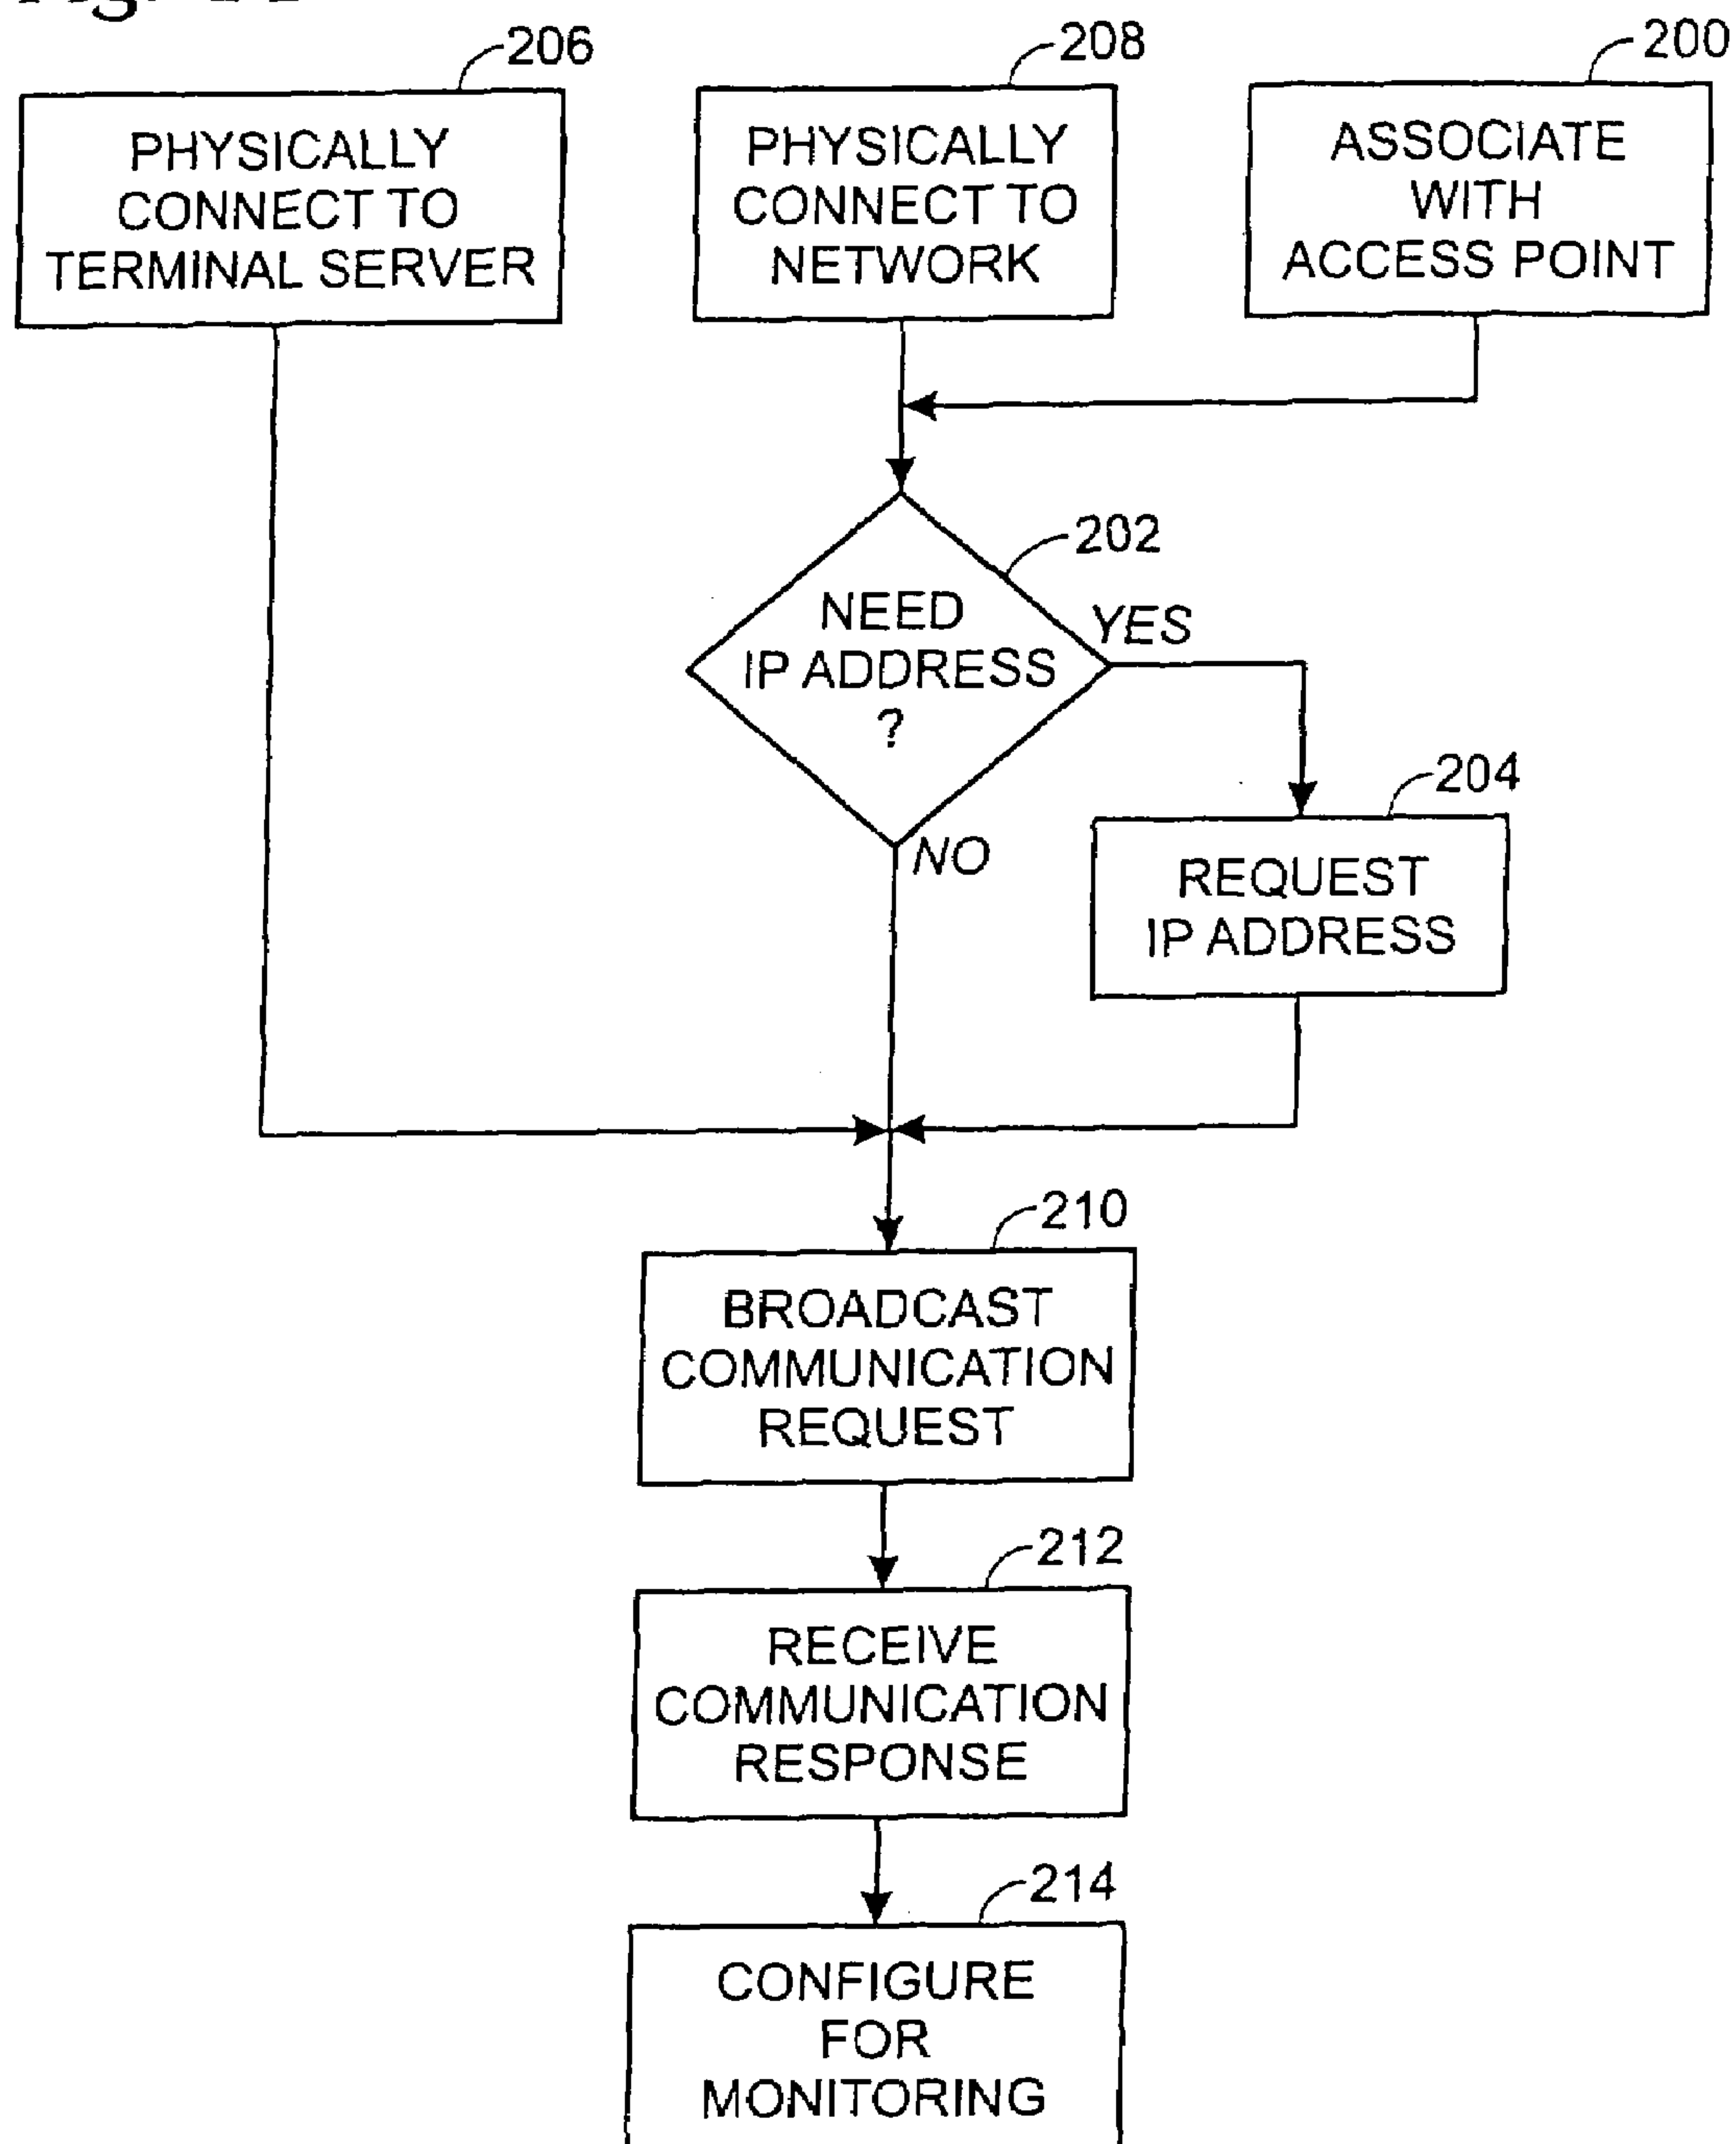 206
PHYSICALLY
CONNECT TO
TERMINAL SERVER
208
PHYSICALLY
CONNECT TO
NETWORK
200
ASSOCIATE
WITH
ACCESS POINT
202
NEED
IP ADDRESS
?
YES
NO
204
REQUEST
IP ADDRESS
210
BROADCAST
COMMUNICATION
REQUEST
212
RECEIVE
COMMUNICATION
RESPONSE
214
CONFIGURE
FOR
MONITORING